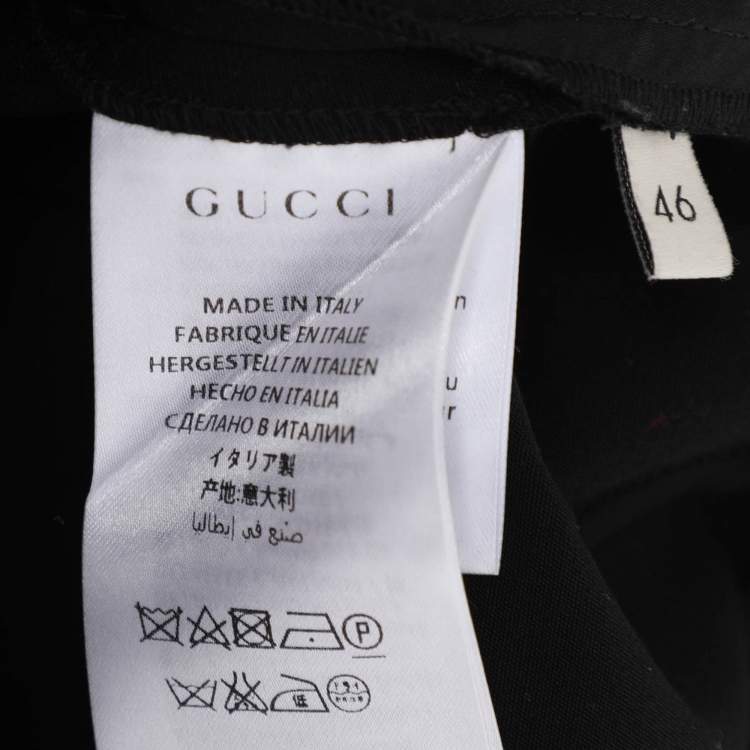 GUCCI
MADE IN ITALY
FABRIQUE EN ITALIE
HERGESTELLT IN ITALIEN
HECHO EN ITALIA
СДЕЛАНО В ИТАЛИИ
イタリア製
产地:意大利
صنع في إيطاليا
P
低
46
n
u
r